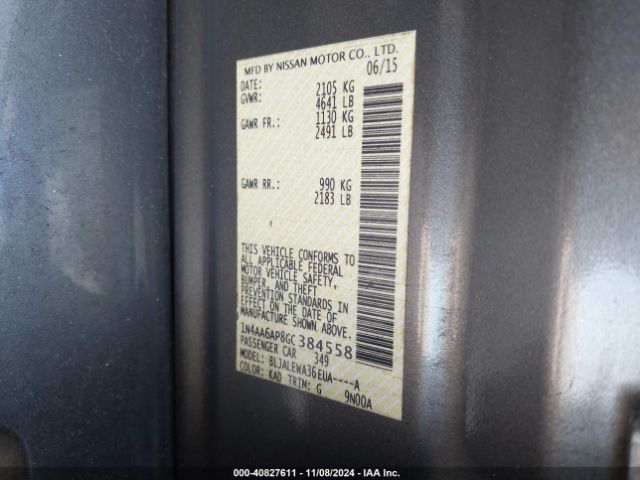 MFD BY NISSAN MOTOR CO., LTD.
DATE: 06/15
GVWR: 2105 KG
4641 LB
GAWR FR.: 1130 KG
2491 LB
GAWR RR.: 990 KG
2183 LB
THIS VEHICLE CONFORMS TO
ALL APPLICABLE FEDERAL
MOTOR VEHICLE SAFETY,
BUMPER, AND THEFT
PREVENTION STANDARDS IN
EFFECT ON THE DATE OF
MANUFACTURE SHOWN ABOVE.
1N4AA6AP8GC384558
PASSENGER CAR 349
MODEL: BLJALEWA36EUA----A
COLOR: KAD TRIM: G 9N00A
000-40827611 - 11/08/2024 - IAA Inc.